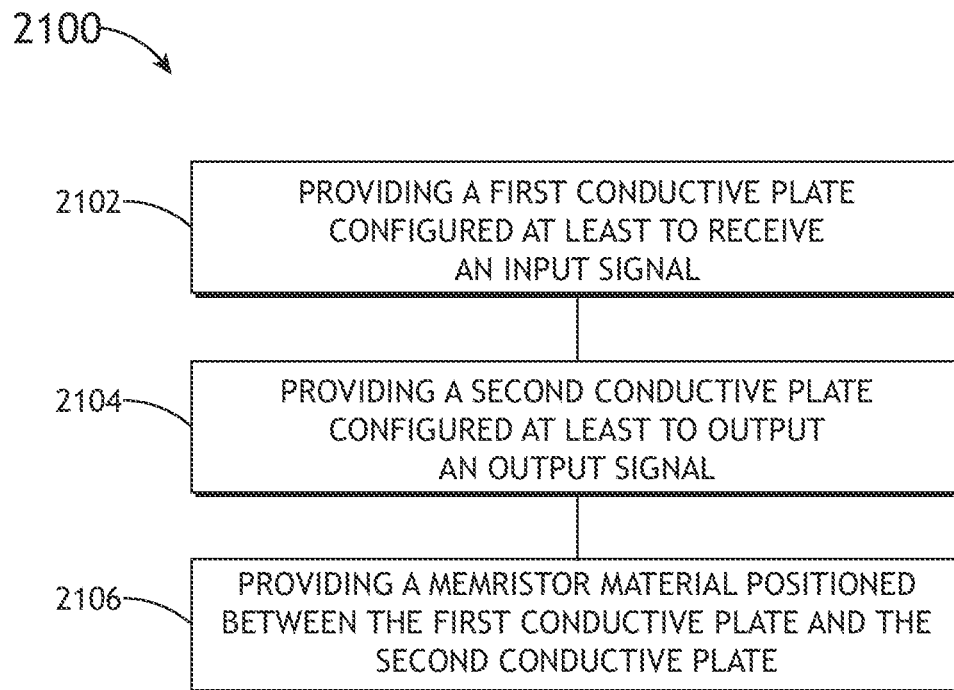 2100
2102
PROVIDING A FIRST CONDUCTIVE PLATE
CONFIGURED AT LEAST TO RECEIVE
AN INPUT SIGNAL
2104
PROVIDING A SECOND CONDUCTIVE PLATE
CONFIGURED AT LEAST TO OUTPUT
AN OUTPUT SIGNAL
2106
PROVIDING A MEMRISTOR MATERIAL POSITIONED
BETWEEN THE FIRST CONDUCTIVE PLATE AND THE
SECOND CONDUCTIVE PLATE